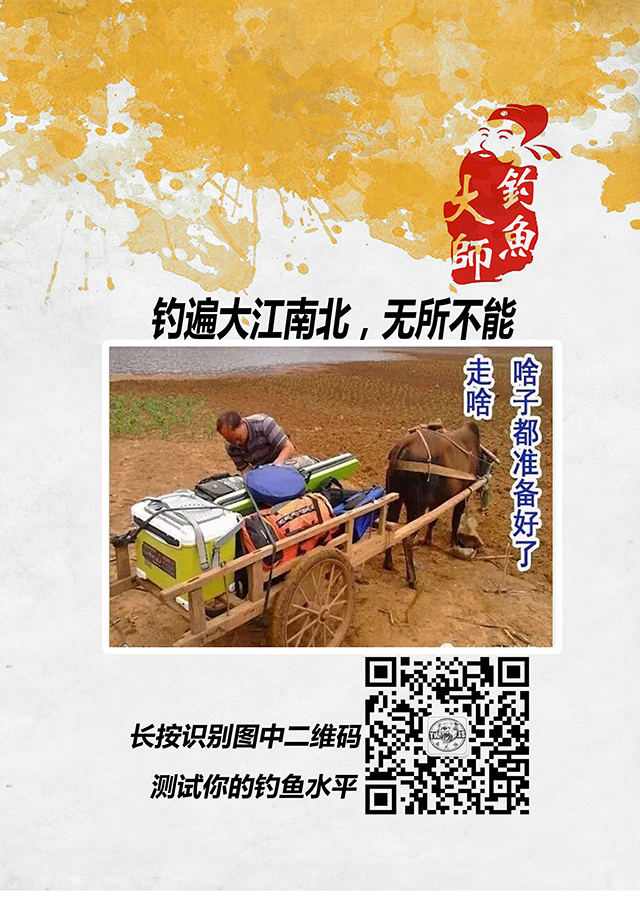 釣魚
大師
钓遍大江南北，无所不能
啥子都准备好了
走啥
长按识别图中二维码
测试你的钓鱼水平